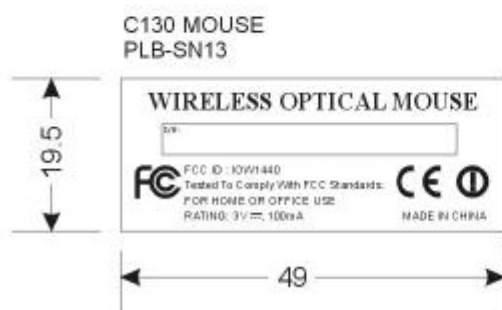 C130 MOUSE
PLB-SN13
19.5
WIRELESS OPTICAL MOUSE
S/N:
FC FCC ID : IOW1440
Tested To Comply With FCC Standards.
FOR HOME OR OFFICE USE
RATING: 3V ⎓, 100mA
CE
MADE IN CHINA
49